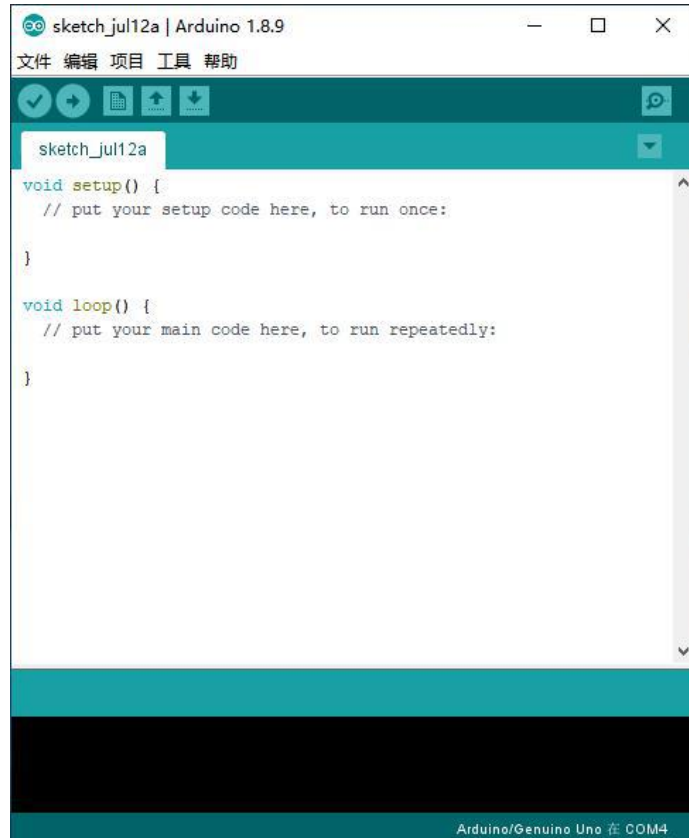 sketch_jul12a | Arduino 1.8.9
文件 编辑 项目 工具 帮助
sketch_jul12a
void setup() {
  // put your setup code here, to run once:
}
void loop() {
  // put your main code here, to run repeatedly:
}
Arduino/Genuino Uno 在 COM4